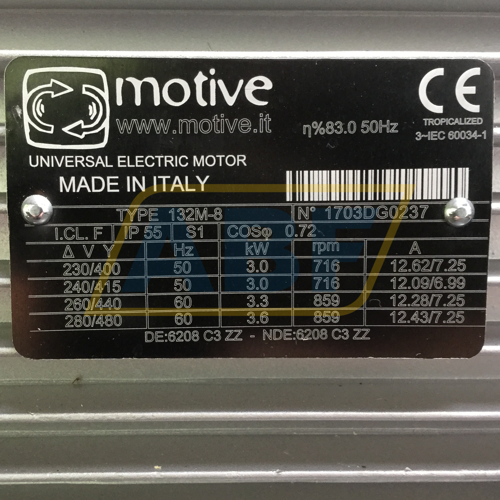 motive
www.motive.it
CE
TROPICALIZED
η%83.0 50Hz
3~IEC 60034-1
UNIVERSAL ELECTRIC MOTOR
MADE IN ITALY
TYPE 132M-8 N° 1703DG0237
I.CL. F IP 55 S1 COSφ 0.72
Δ V Y Hz kW rpm A
230/400 50 3.0 716 12.62/7.25
240/415 50 3.0 716 12.09/6.99
260/440 60 3.3 859 12.28/7.25
280/480 60 3.6 859 12.43/7.25
DE:6208 C3 ZZ - NDE:6208 C3 ZZ
ABF